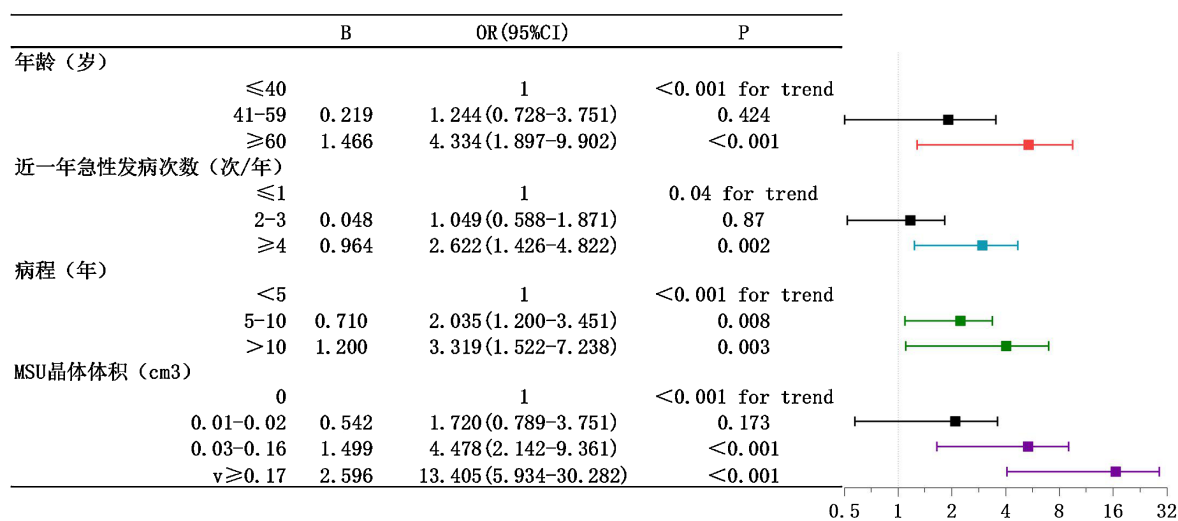 B OR(95%CI) P
年龄（岁）
≤40 1 <0.001 for trend
41-59 0.219 1.244(0.728-3.751) 0.424
≥60 1.466 4.334(1.897-9.902) <0.001
近一年急性发病次数（次/年）
≤1 1 0.04 for trend
2-3 0.048 1.049(0.588-1.871) 0.87
≥4 0.964 2.622(1.426-4.822) 0.002
病程（年）
<5 1 <0.001 for trend
5-10 0.710 2.035(1.200-3.451) 0.008
>10 1.200 3.319(1.522-7.238) 0.003
MSU晶体体积（cm3）
0 1 <0.001 for trend
0.01-0.02 0.542 1.720(0.789-3.751) 0.173
0.03-0.16 1.499 4.478(2.142-9.361) <0.001
v≥0.17 2.596 13.405(5.934-30.282) <0.001
0.5 1 2 4 8 16 32